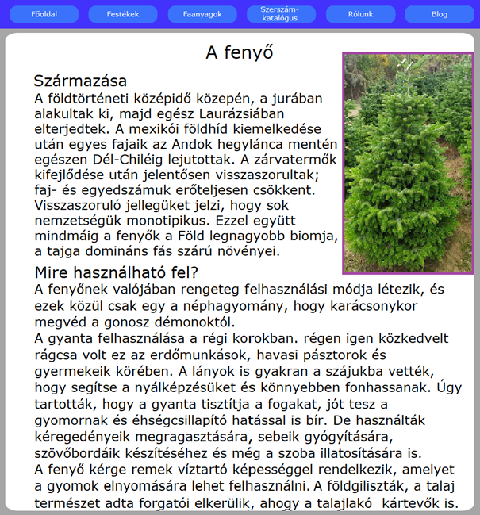 Főoldal
Festékek
Faanyagok
Szerszám-
katalógus
Rólunk
Blog
A fenyő
Származása
A földtörténeti középidő közepén, a jurában
alakultak ki, majd egész Laurázsiában
elterjedtek. A mexikói földhíd kiemelkedése
után egyes fajaik az Andok hegylánca mentén
egészen Dél-Chiléig lejutottak. A zárvatermők
kifejlődése után jelentősen visszaszorultak;
faj- és egyedszámuk erőteljesen csökkent.
Visszaszoruló jellegüket jelzi, hogy sok
nemzetségük monotipikus. Ezzel együtt
mindmáig a fenyők a Föld legnagyobb biomja,
a tajga domináns fás szárú növényei.
Mire használható fel?
A fenyőnek valójában rengeteg felhasználási módja létezik, és
ezek közül csak egy a néphagyomány, hogy karácsonykor
megvéd a gonosz démonoktól.
A gyanta felhasználása a régi korokban. régen igen közkedvelt
rágcsa volt ez az erdőmunkások, havasi pásztorok és
gyermekeik körében. A lányok is gyakran a szájukba vették,
hogy segítse a nyálképzésüket és könnyebben fonhassanak. Úgy
tartották, hogy a gyanta tisztítja a fogakat, jót tesz a
gyomornak és éhségcsillapító hatással is bír. De használták
kéregedényeik megragasztására, sebeik gyógyítására,
szövőbordáik készítéséhez és még a szoba illatosítására is.
A fenyő kérge remek víztartó képességgel rendelkezik, amelyet
a gyomok elnyomására lehet felhasználni. A földgiliszták, a talaj
természet adta forgatói elkerülik, ahogy a talajlakó kártevők is.